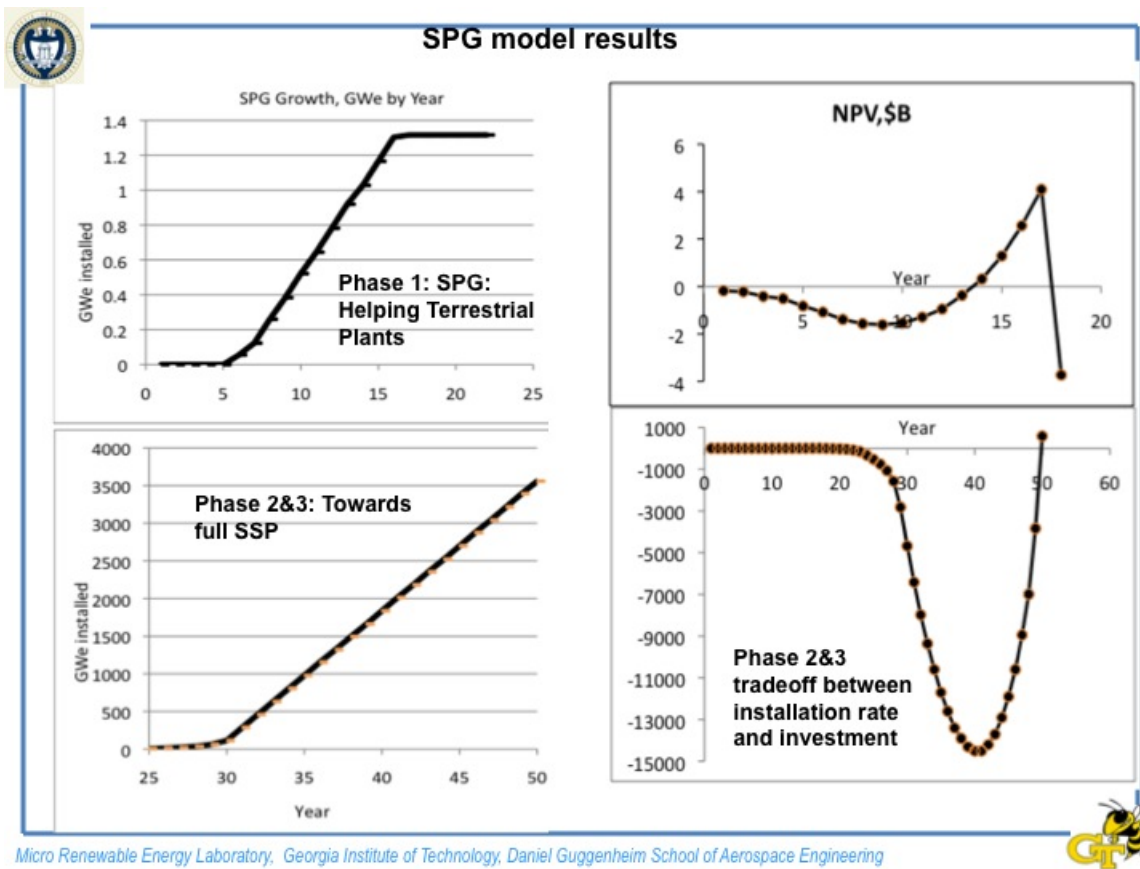 SPG model results
SPG Growth, GWe by Year
1.4
1.2
1
0.8
0.6
0.4
0.2
0
GWe installed
Phase 1: SPG:
Helping Terrestrial
Plants
0 5 10 15 20 25
NPV,$B
6
4
2
0
-2
-4
Year
0 5 10 15 20
4000
3500
3000
2500
2000
1500
1000
500
0
GWe installed
Phase 2&3: Towards
full SSP
25 30 35 40 45 50
Year
1000
-1000
-3000
-5000
-7000
-9000
-11000
-13000
-15000
Year
0 10 20 30 40 50 60
Phase 2&3
tradeoff between
installation rate
and investment
Micro Renewable Energy Laboratory, Georgia Institute of Technology, Daniel Guggenheim School of Aerospace Engineering
GT